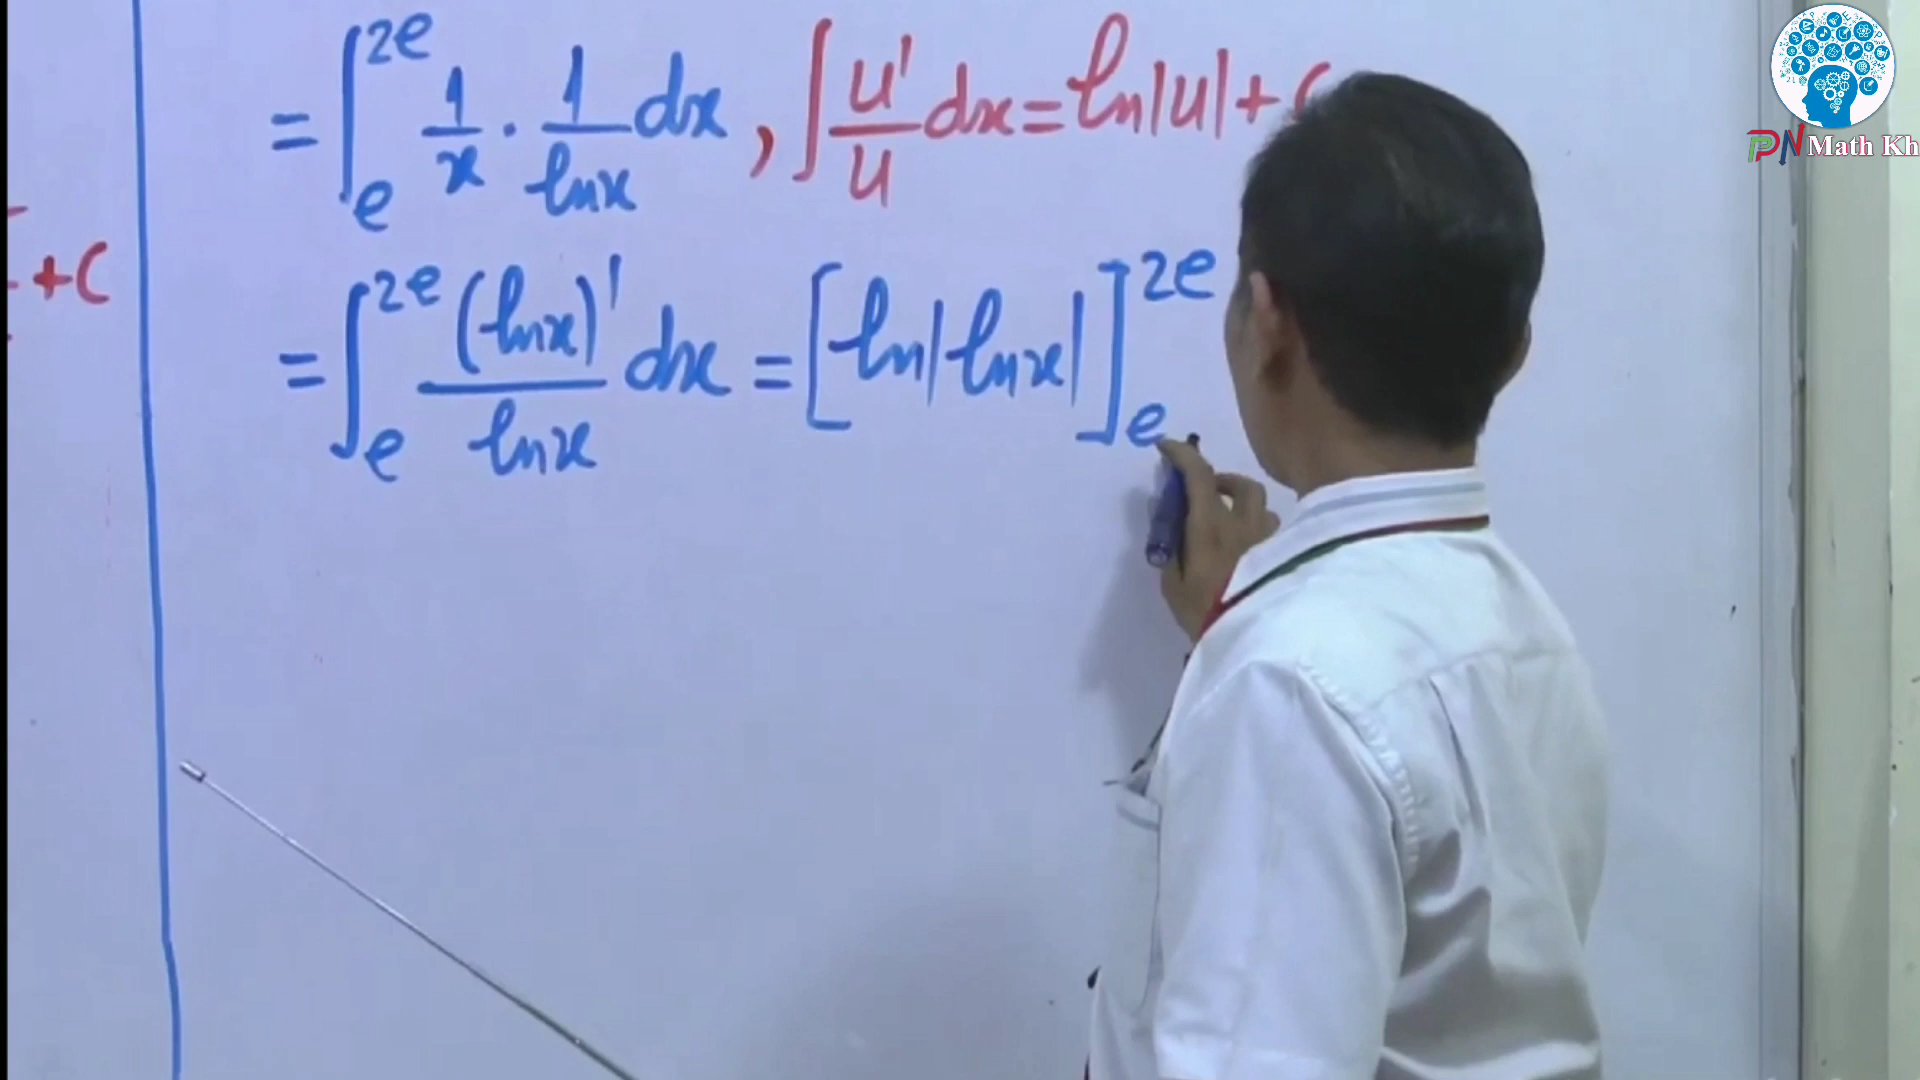 = ∫_e^{2e} 1/x · 1/lnx dx , ∫ u'/u dx = ln|u| +
+ C
= ∫_e^{2e} (lnx)'/lnx dx = [ln|lnx|]_e^{2e}
PN Math Kh